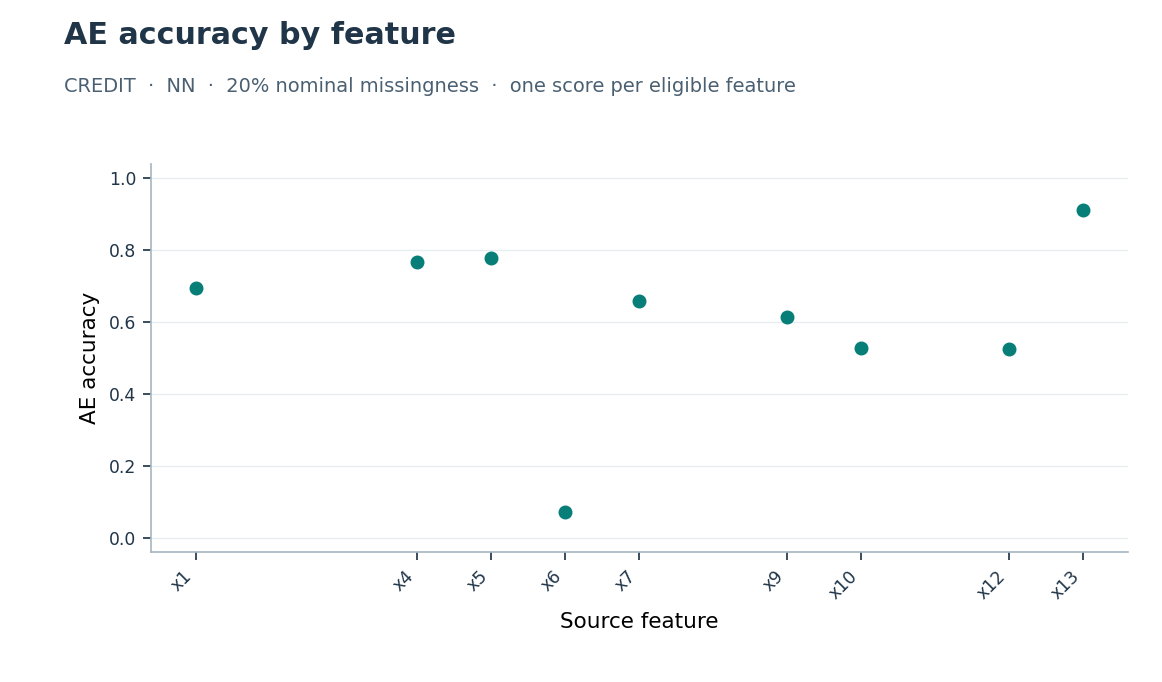 AE accuracy by feature
CREDIT · NN · 20% nominal missingness · one score per eligible feature
1.0
0.8
0.6
0.4
0.2
0.0
AE accuracy
x1 x4 x5 x6 x7 x9 x10 x12 x13
Source feature